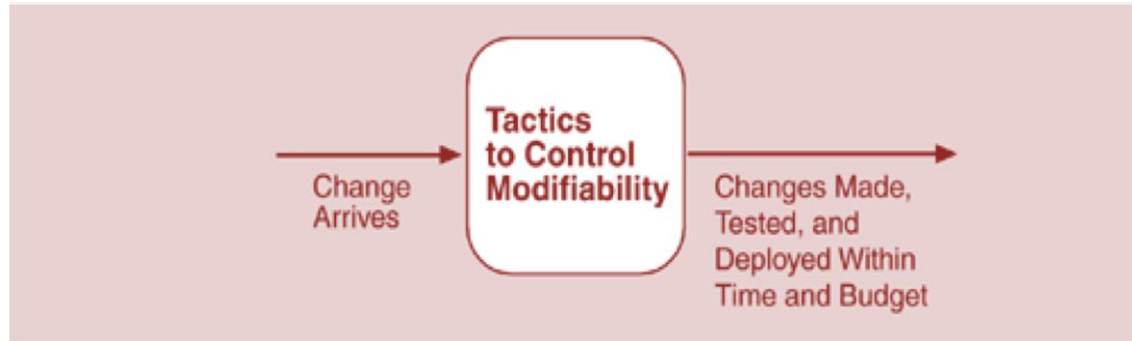 Change
Arrives
Tactics
to Control
Modifiability
Changes Made,
Tested, and
Deployed Within
Time and Budget